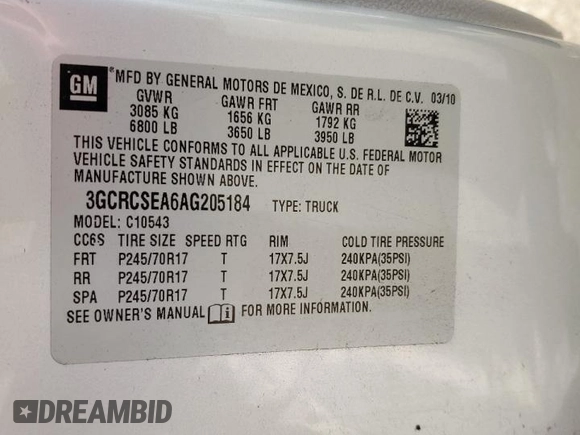 GM ®MFD BY GENERAL MOTORS DE MEXICO, S. DE R.L. DE C.V. 03/10
GVWR GAWR FRT GAWR RR
3085 KG 1656 KG 1792 KG
6800 LB 3650 LB 3950 LB
THIS VEHICLE CONFORMS TO ALL APPLICABLE U.S. FEDERAL MOTOR
VEHICLE SAFETY STANDARDS IN EFFECT ON THE DATE OF
MANUFACTURE SHOWN ABOVE.
3GCRCSEA6AG205184 TYPE: TRUCK
MODEL: C10543
CC6S TIRE SIZE SPEED RTG RIM COLD TIRE PRESSURE
FRT P245/70R17 T 17X7.5J 240KPA(35PSI)
RR P245/70R17 T 17X7.5J 240KPA(35PSI)
SPA P245/70R17 T 17X7.5J 240KPA(35PSI)
SEE OWNER'S MANUAL FOR MORE INFORMATION.
DREAMBID